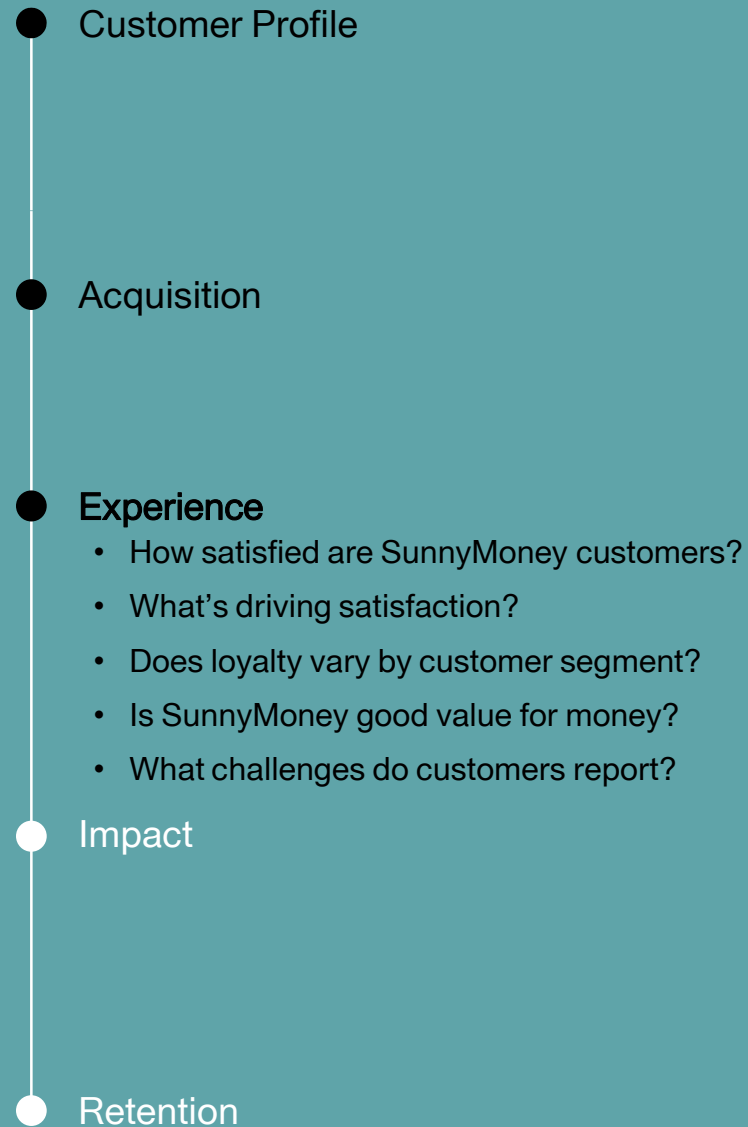 Customer Profile
Acquisition
Experience
• How satisfied are SunnyMoney customers?
• What’s driving satisfaction?
• Does loyalty vary by customer segment?
• Is SunnyMoney good value for money?
• What challenges do customers report?
Impact
Retention